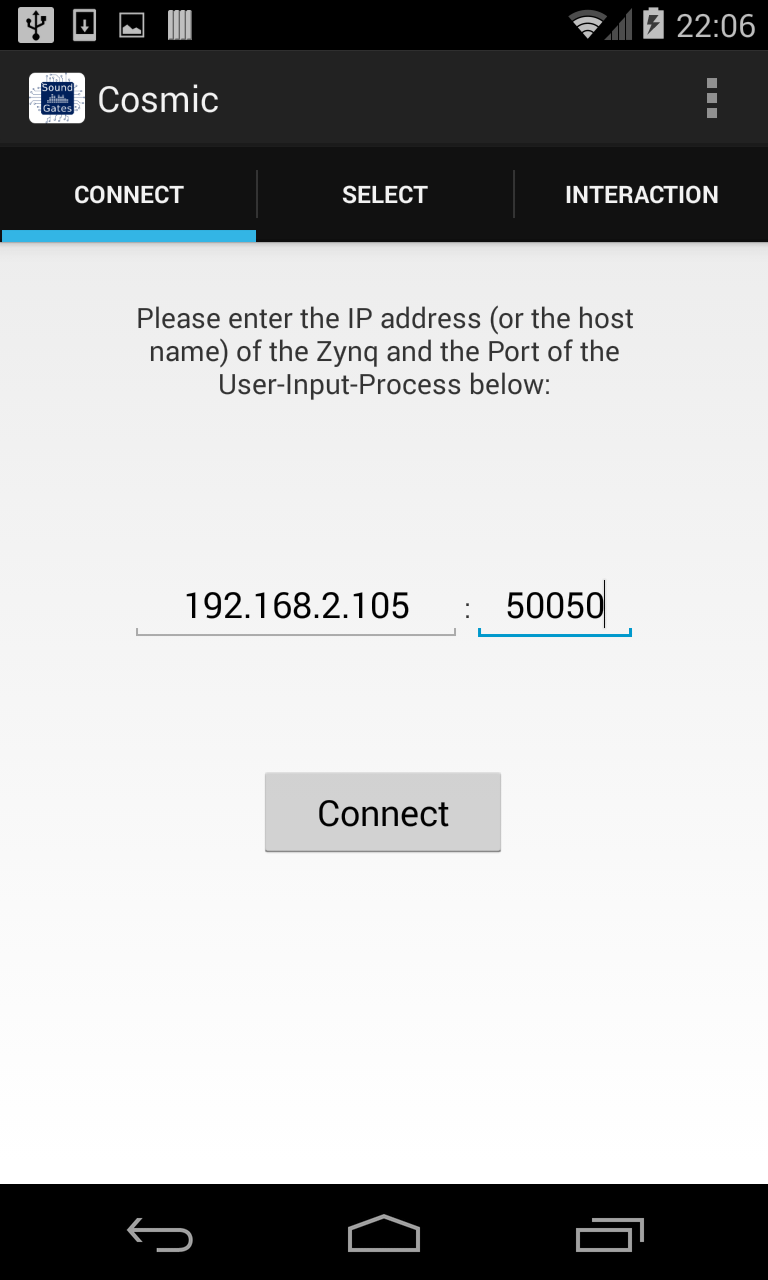 22:06
Sound
Gates
Cosmic
CONNECT
SELECT
INTERACTION
Please enter the IP address (or the host
name) of the Zynq and the Port of the
User-Input-Process below:
192.168.2.105 : 50050
Connect